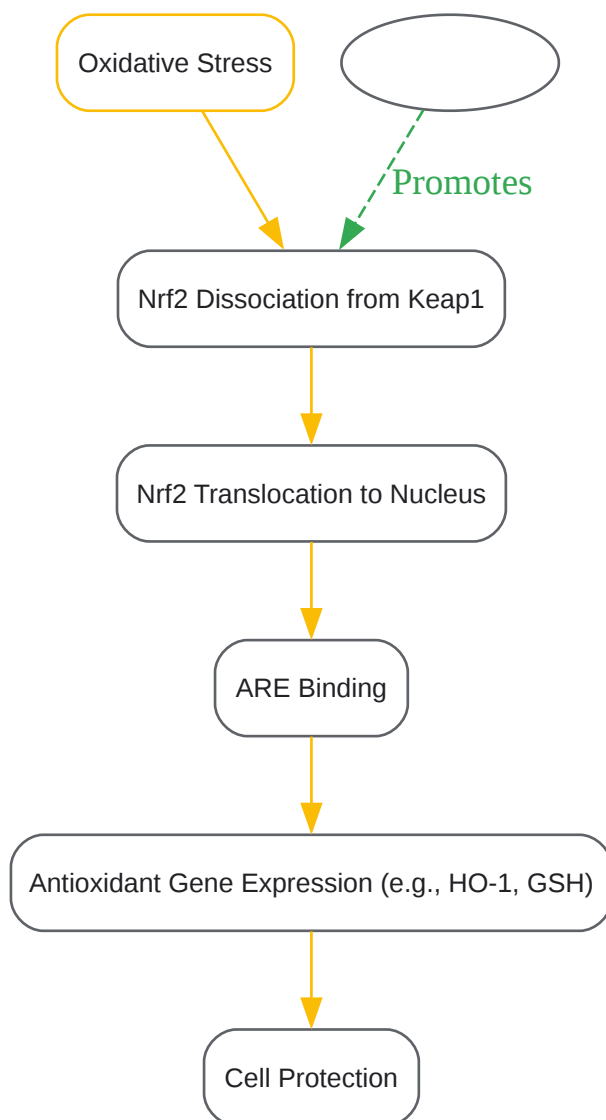 Oxidative Stress
Promotes
Nrf2 Dissociation from Keap1
Nrf2 Translocation to Nucleus
ARE Binding
Antioxidant Gene Expression (e.g., HO-1, GSH)
Cell Protection